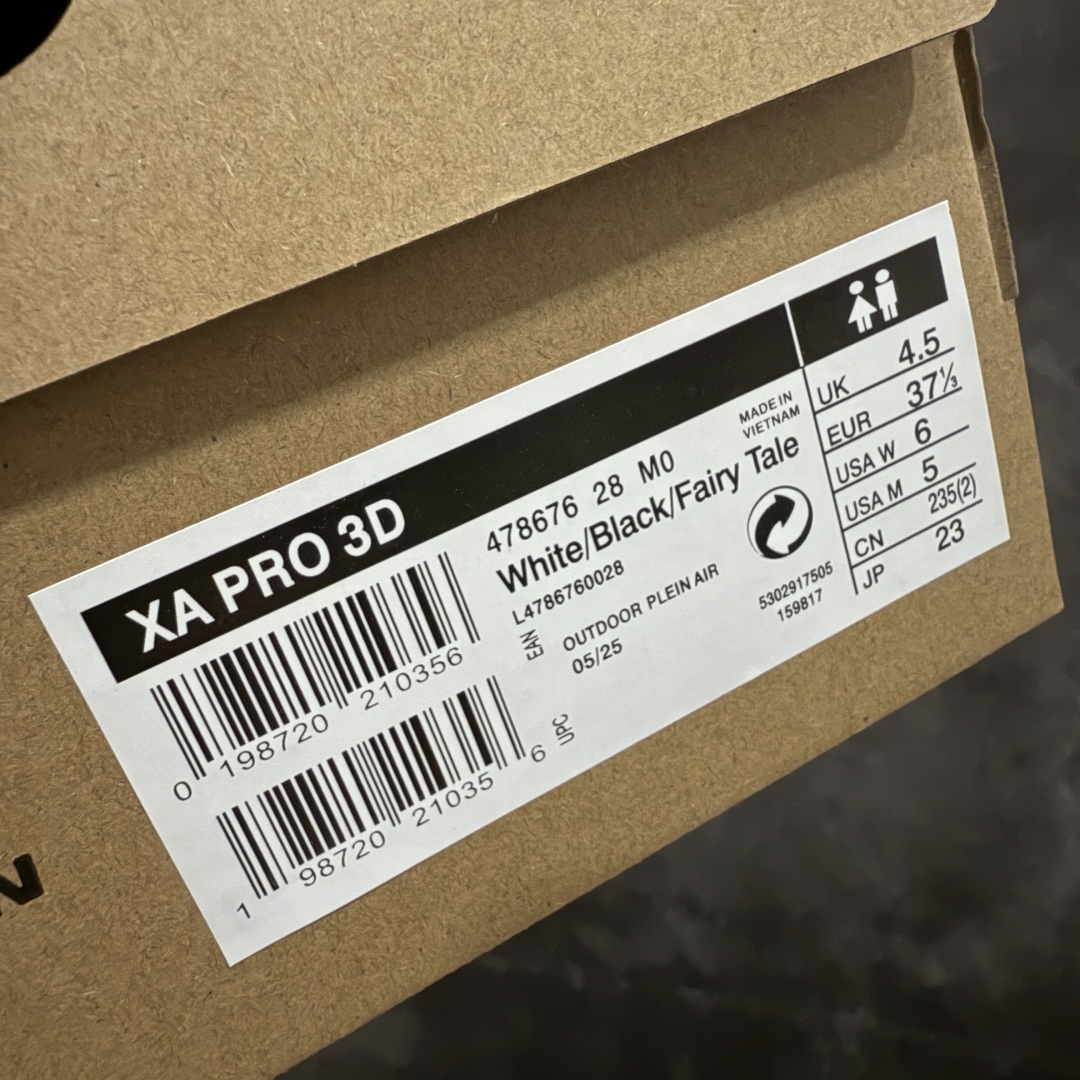 XA PRO 3D
478676 28 M0
MADE IN
VIETNAM
White/Black/Fairy Tale
L4786760028
EAN
OUTDOOR PLEIN AIR
05/25
5302917505
159817
0 198720 210356
1 98720 21035 6
UPC
UK 4.5
EUR 37⅓
USA W 6
USA M 5
CN 235(2)
JP 23
N